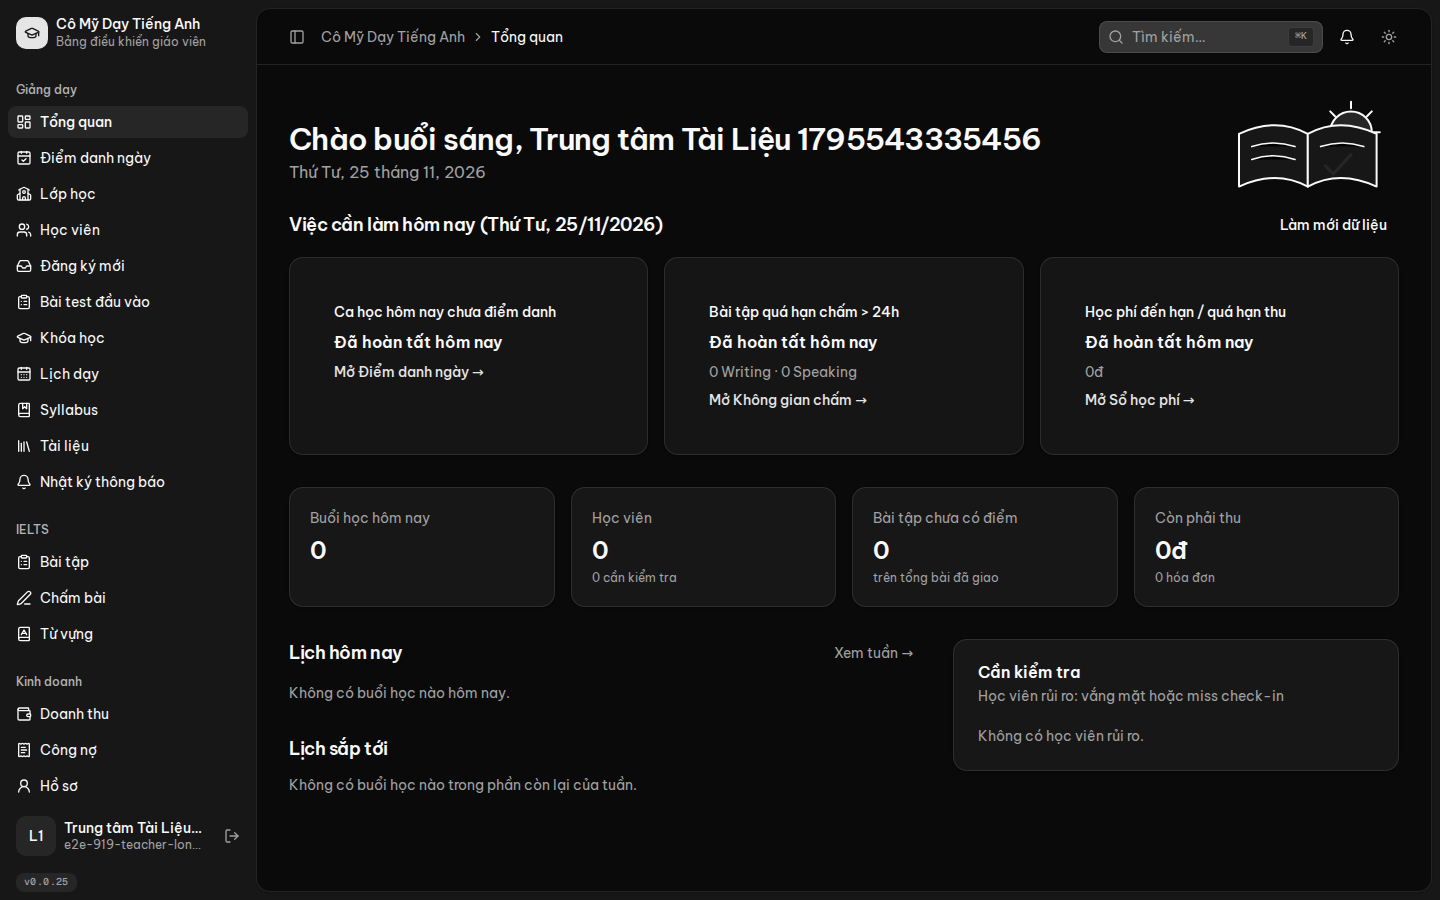 Cô Mỹ Dạy Tiếng Anh
Bảng điều khiển giáo viên
Giảng dạy
Tổng quan
Điểm danh ngày
Lớp học
Học viên
Đăng ký mới
Bài test đầu vào
Khóa học
Lịch dạy
Syllabus
Tài liệu
Nhật ký thông báo
IELTS
Bài tập
Chấm bài
Từ vựng
Kinh doanh
Doanh thu
Công nợ
Hồ sơ
L1
Trung tâm Tài Liệu...
e2e-919-teacher-lon...
v0.0.25
Cô Mỹ Dạy Tiếng Anh > Tổng quan
Tìm kiếm... ⌘K
Chào buổi sáng, Trung tâm Tài Liệu 1795543335456
Thứ Tư, 25 tháng 11, 2026
Việc cần làm hôm nay (Thứ Tư, 25/11/2026)
Làm mới dữ liệu
Ca học hôm nay chưa điểm danh
Đã hoàn tất hôm nay
Mở Điểm danh ngày →
Bài tập quá hạn chấm > 24h
Đã hoàn tất hôm nay
0 Writing · 0 Speaking
Mở Không gian chấm →
Học phí đến hạn / quá hạn thu
Đã hoàn tất hôm nay
0đ
Mở Sổ học phí →
Buổi học hôm nay
0
Học viên
0
0 cần kiểm tra
Bài tập chưa có điểm
0
trên tổng bài đã giao
Còn phải thu
0đ
0 hóa đơn
Lịch hôm nay
Xem tuần →
Không có buổi học nào hôm nay.
Lịch sắp tới
Không có buổi học nào trong phần còn lại của tuần.
Cần kiểm tra
Học viên rủi ro: vắng mặt hoặc miss check-in
Không có học viên rủi ro.